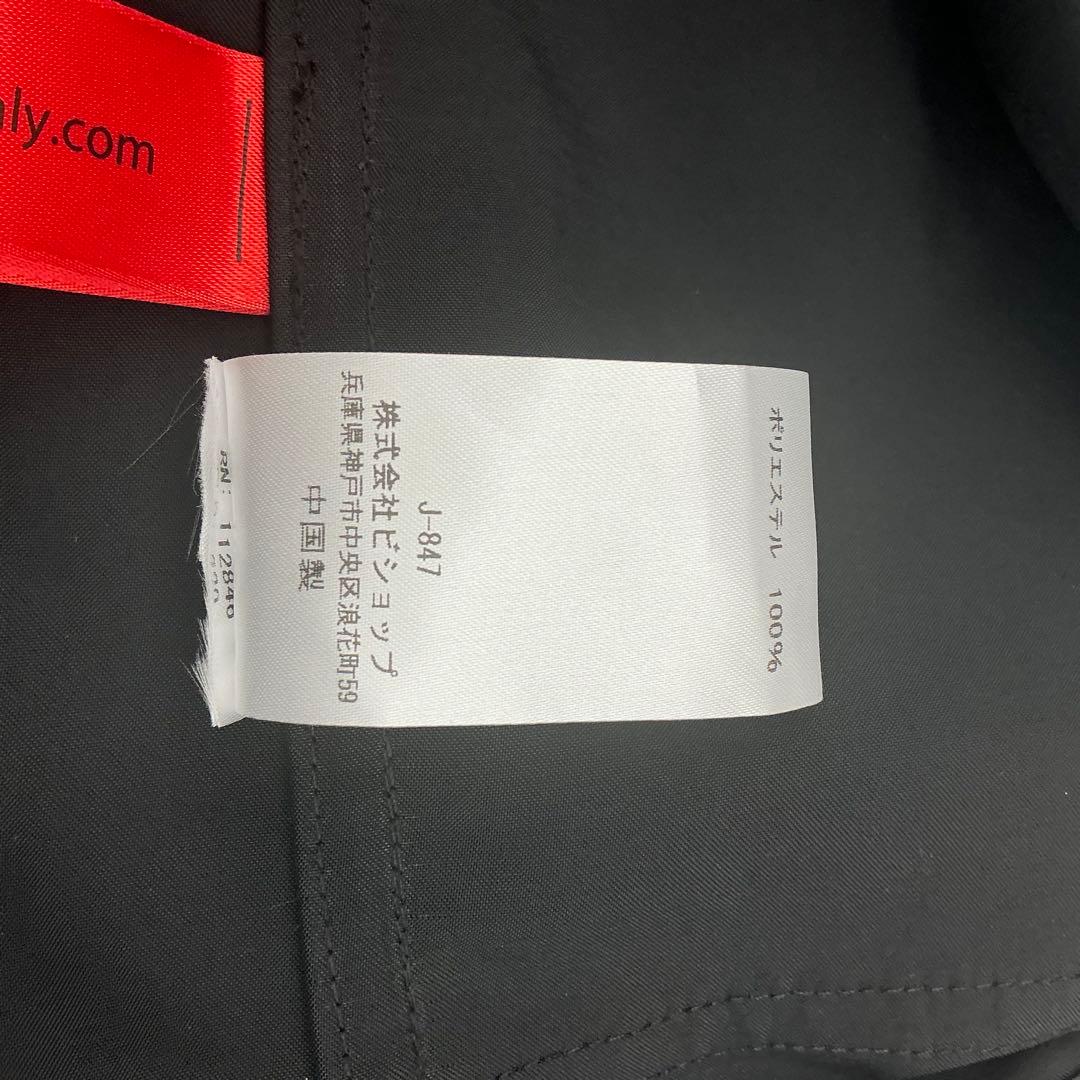 ly.com
ポリエステル 100%
J-847
株式会社ビショップ
兵庫県神戸市中央区浪花町59
中国製
RN: 112846